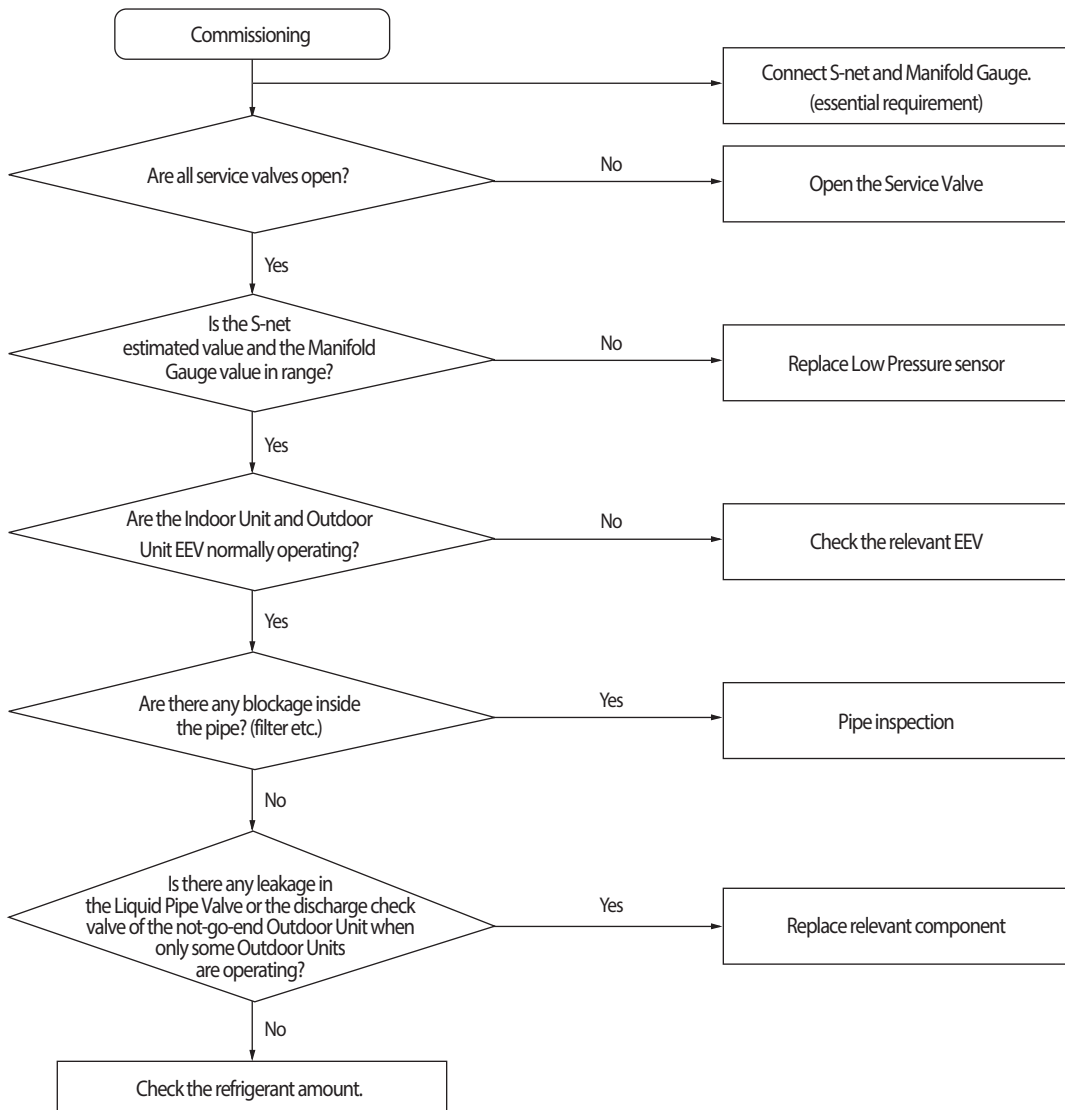 Commissioning
Connect S-net and Manifold Gauge.
(essential requirement)
Are all service valves open?
No
Open the Service Valve
Yes
Is the S-net
estimated value and the Manifold
Gauge value in range?
No
Replace Low Pressure sensor
Yes
Are the Indoor Unit and Outdoor
Unit EEV normally operating?
No
Check the relevant EEV
Yes
Are there any blockage inside
the pipe? (filter etc.)
Yes
Pipe inspection
No
Is there any leakage in
the Liquid Pipe Valve or the discharge check
valve of the not-go-end Outdoor Unit when
only some Outdoor Units
are operating?
Yes
Replace relevant component
No
Check the refrigerant amount.